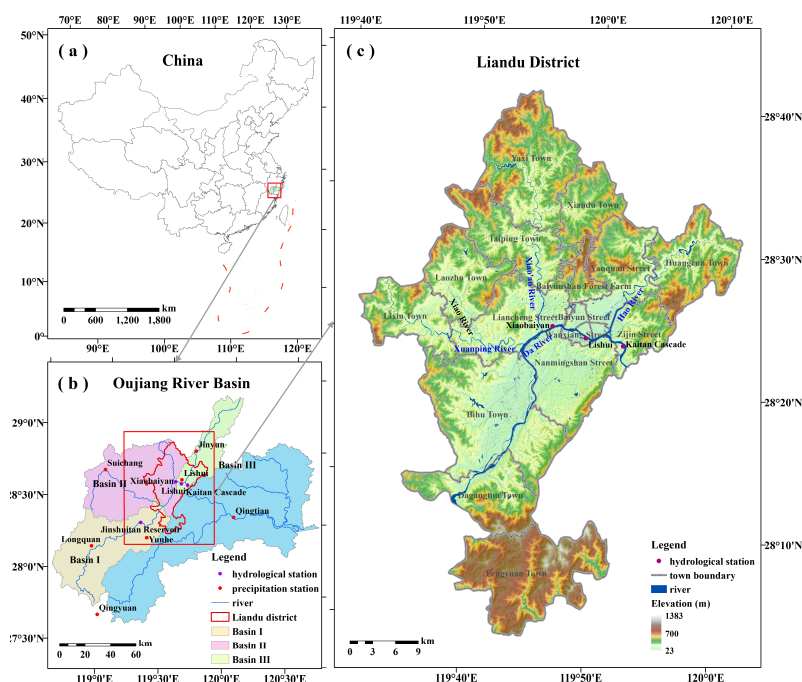 70°E 80°E 90°E 100°E 110°E 120°E 130°E
50°N
40°N
30°N
20°N
10°N
0°
( a )
China
0 600 1,200 1,800
km
90°E 100°E 110°E 120°E
( b )
Oujiang River Basin
29°0'N
28°30'N
28°0'N
27°30'N
Jinyun
Suichang
Lishui
Basin III
Basin II
Xiaobaiyan
Lishui
Kaitan Cascade
Qingtian
Jinshuitan Reservoir
Longquan
Yunhe
Basin I
Qingyuan
Legend
hydrological station
precipitation station
river
Liandu district
Basin I
Basin II
Basin III
0 20 40 60
km
119°0'E 119°30'E 120°0'E 120°30'E
119°40'E 119°50'E 120°0'E 120°10'E
( c )
Liandu District
28°40'N
28°30'N
28°20'N
28°10'N
Yaxi Town
Xiandu Town
Taiping Town
Yanquan Street
Huangcun Town
Laozhu Town
Xiao'an River
Baiyunshan Forest Farm
Hao River
Lixiu Town
Xiao River
Liancheng Street
Baiyun Street
Xiaobaiyan
Wanxiang Street
Zijin Street
Lishui
Kaitan Cascade
Xuanping River
Da River
Nanmingshan Street
Bihu Town
Dagangtou Town
Fengyuan Town
Legend
hydrological station
town boundary
river
Elevation (m)
1383
700
23
0 3 6 9
km
119°40'E 119°50'E 120°0'E